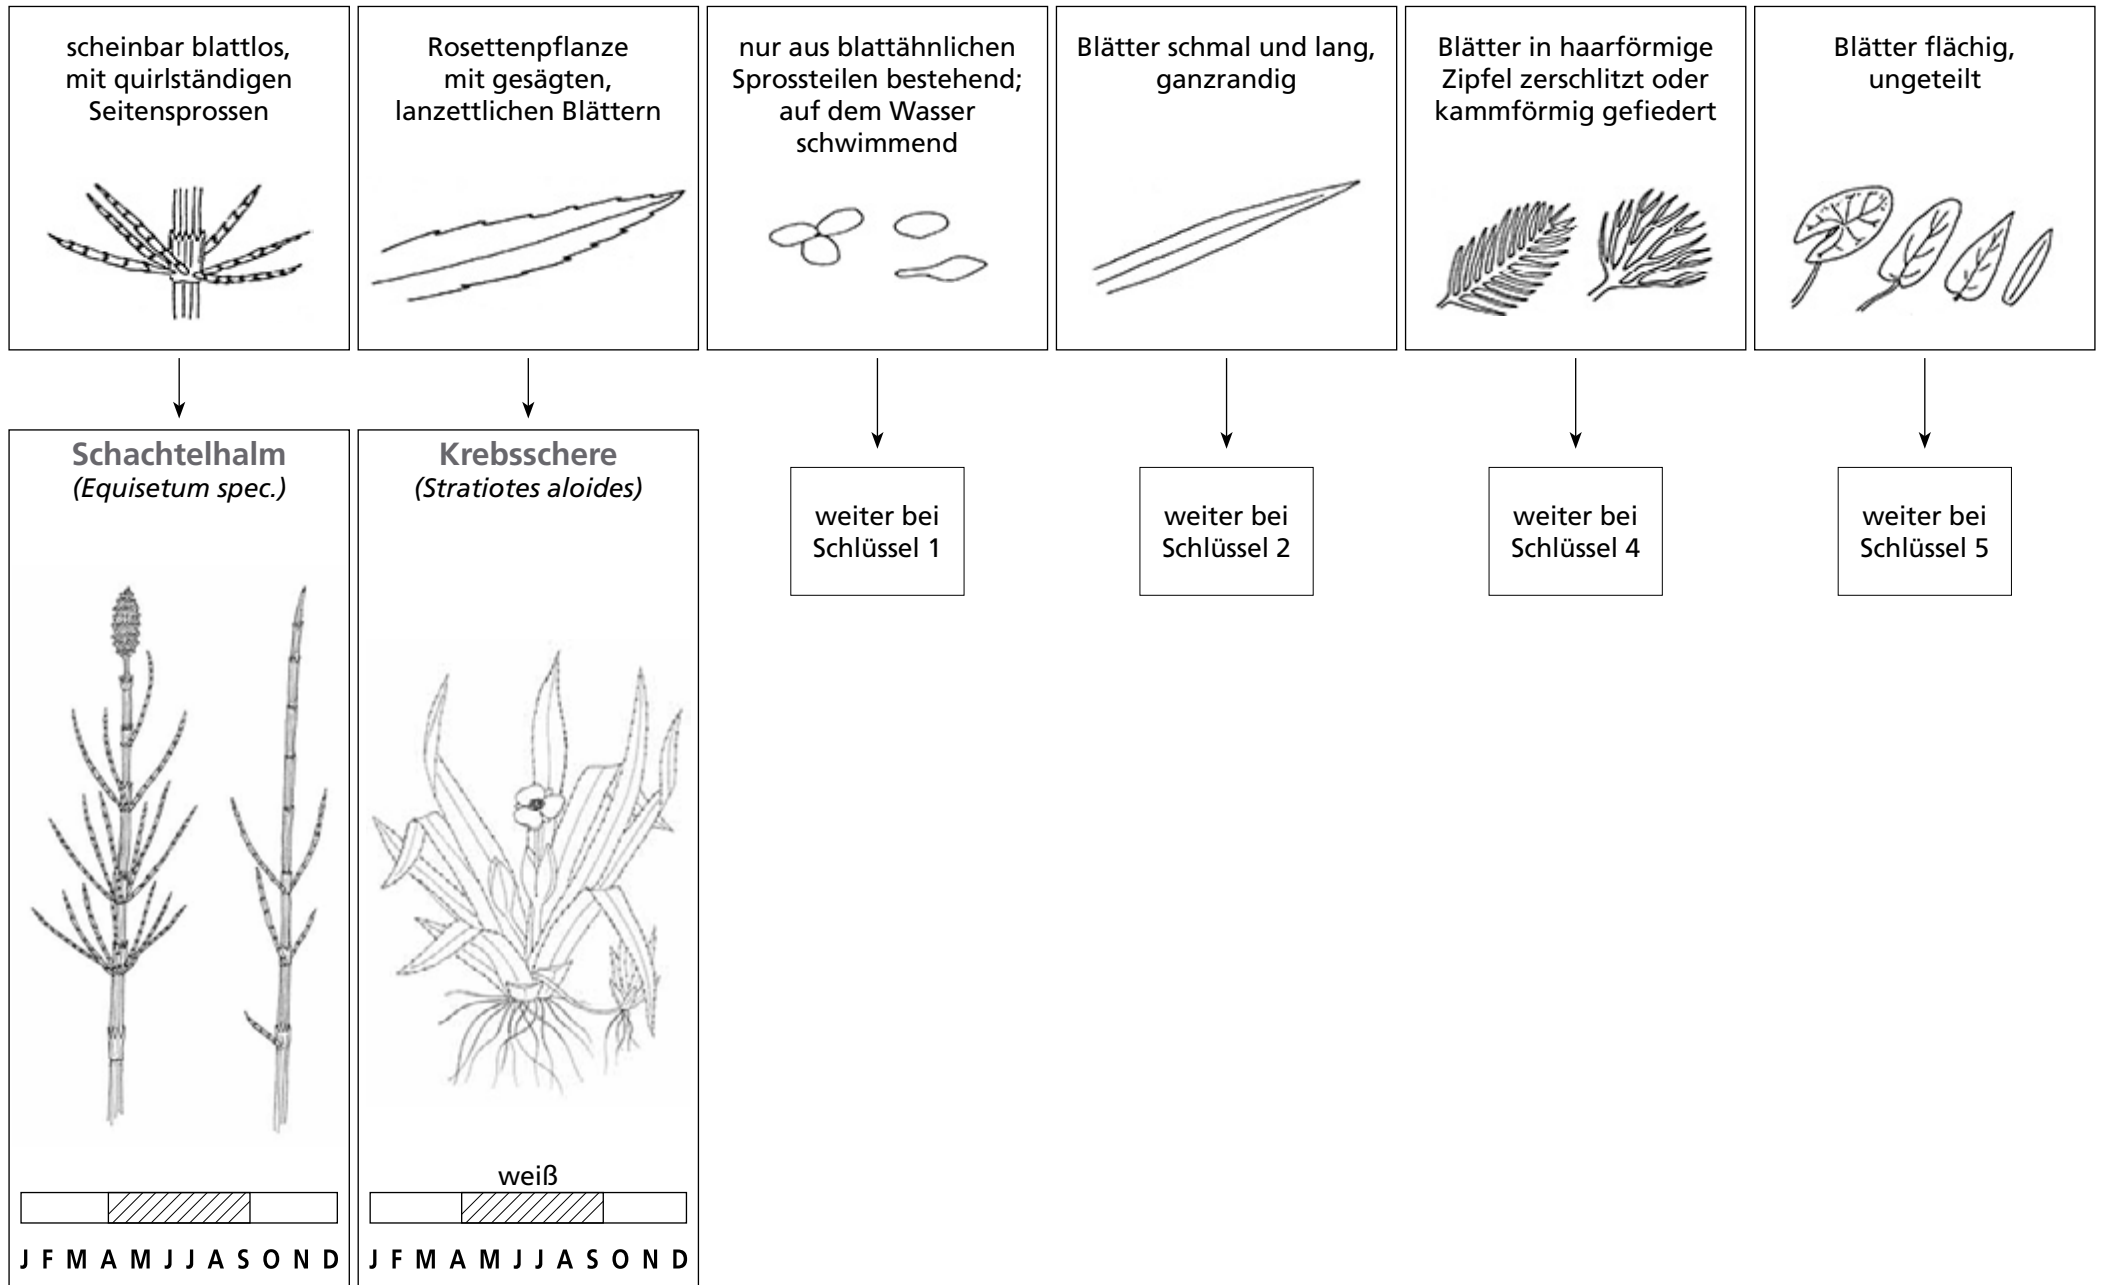 scheinbar blattlos,
mit quirlständigen
Seitensprossen
Rosettenpflanze
mit gesägten,
lanzettlichen Blättern
nur aus blattähnlichen
Sprossteilen bestehend;
auf dem Wasser
schwimmend
Blätter schmal und lang,
ganzrandig
Blätter in haarförmige
Zipfel zerschlitzt oder
kammförmig gefiedert
Blätter flächig,
ungeteilt
Schachtelhalm
(Equisetum spec.)
Krebsschere
(Stratiotes aloides)
weiter bei
Schlüssel 1
weiter bei
Schlüssel 2
weiter bei
Schlüssel 4
weiter bei
Schlüssel 5
weiß
J F M A M J J A S O N D
J F M A M J J A S O N D